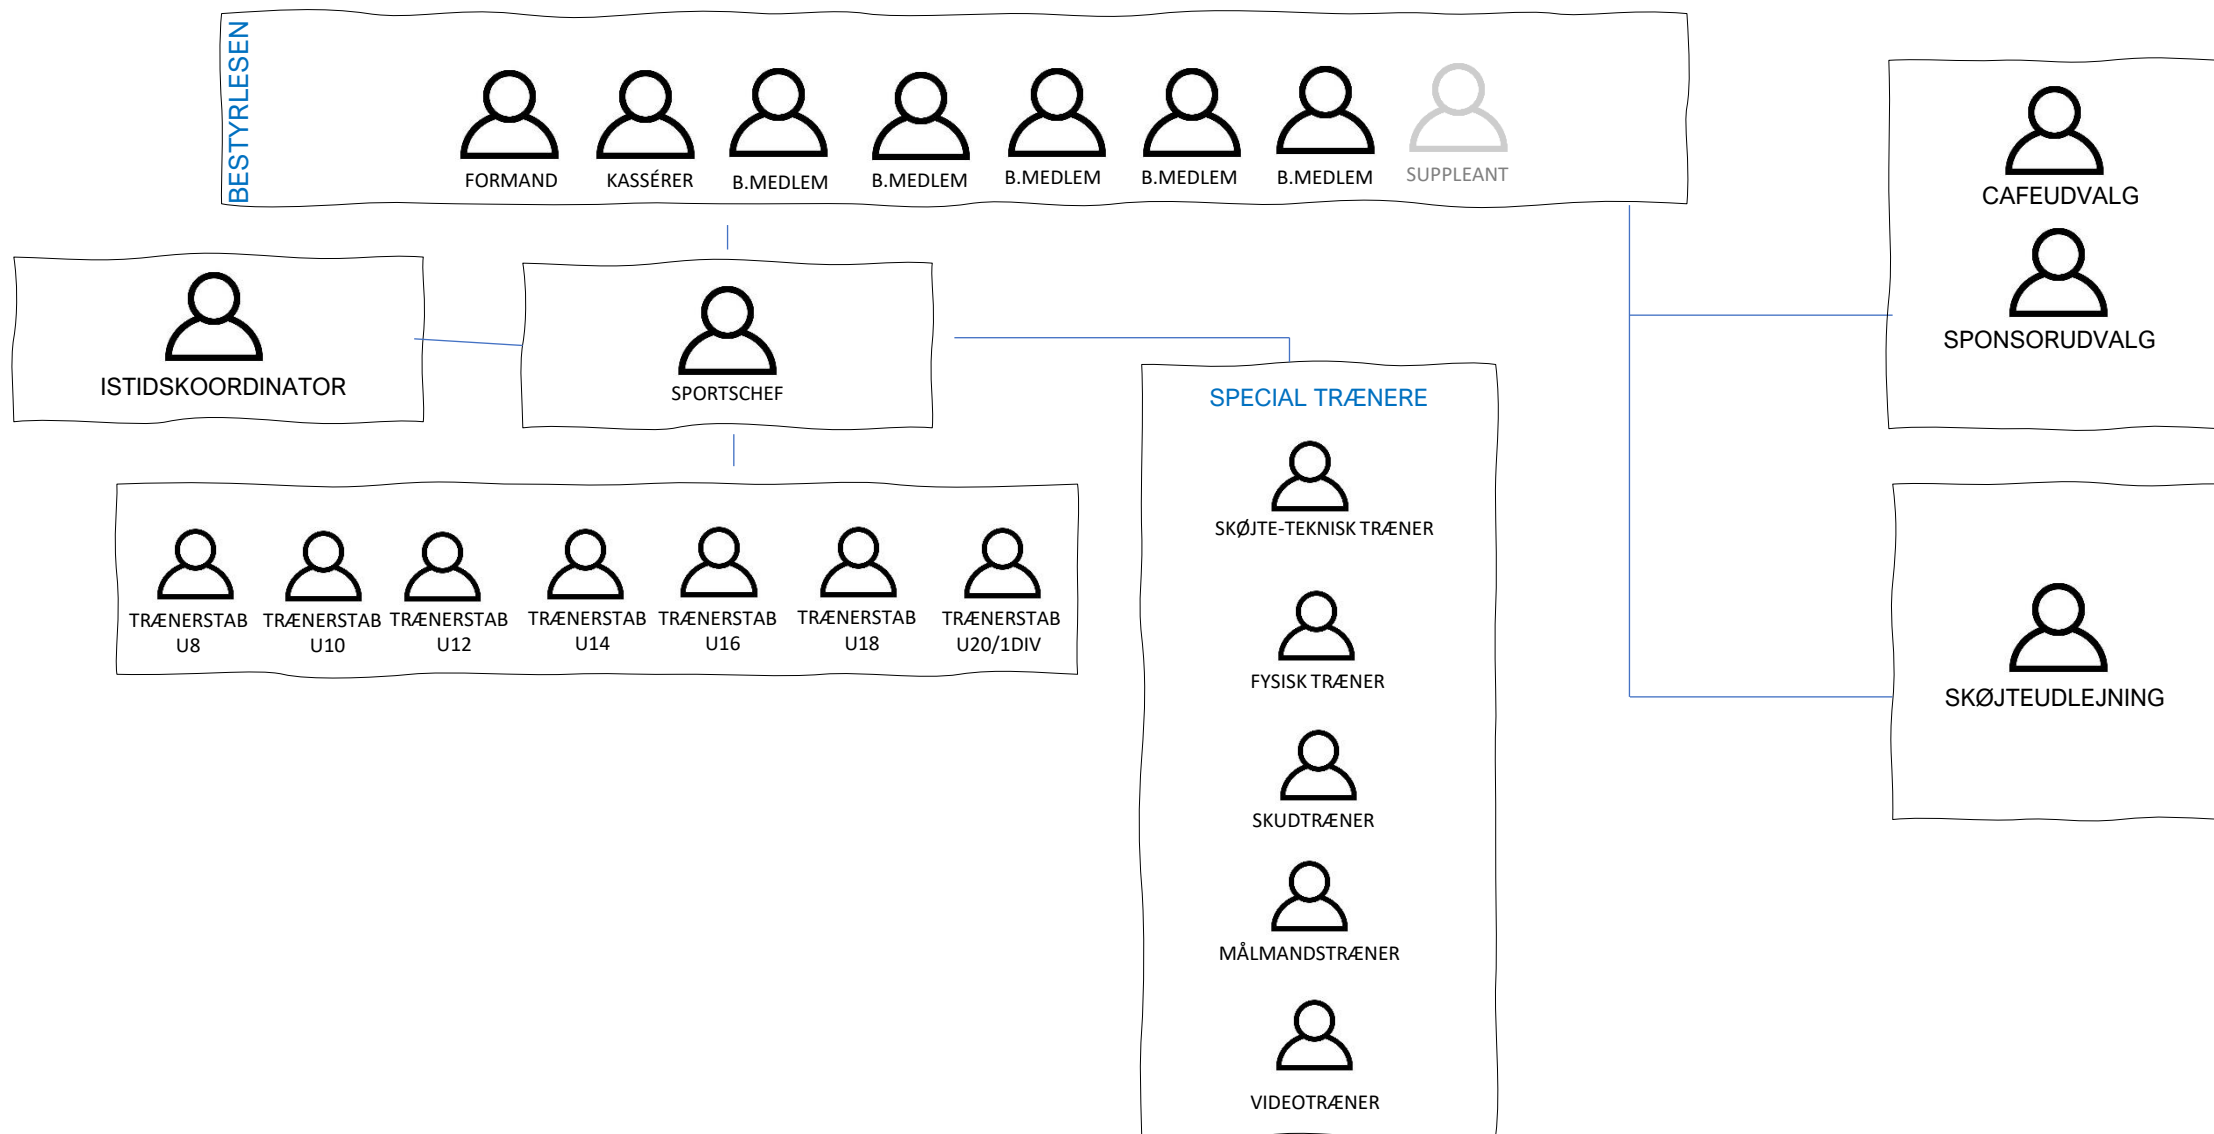 BESTYRLESEN
FORMAND
KASSÉRER
B.MEDLEM
B.MEDLEM
B.MEDLEM
B.MEDLEM
B.MEDLEM
SUPPLEANT
CAFEUDVALG
SPONSORUDVALG
ISTIDSKOORDINATOR
SPORTSCHEF
SPECIAL TRÆNERE
SKØJTE-TEKNISK TRÆNER
FYSISK TRÆNER
SKUDTRÆNER
MÅLMANDSTRÆNER
VIDEOTRÆNER
TRÆNERSTAB
U8
TRÆNERSTAB
U10
TRÆNERSTAB
U12
TRÆNERSTAB
U14
TRÆNERSTAB
U16
TRÆNERSTAB
U18
TRÆNERSTAB
U20/1DIV
SKØJTEUDLEJNING